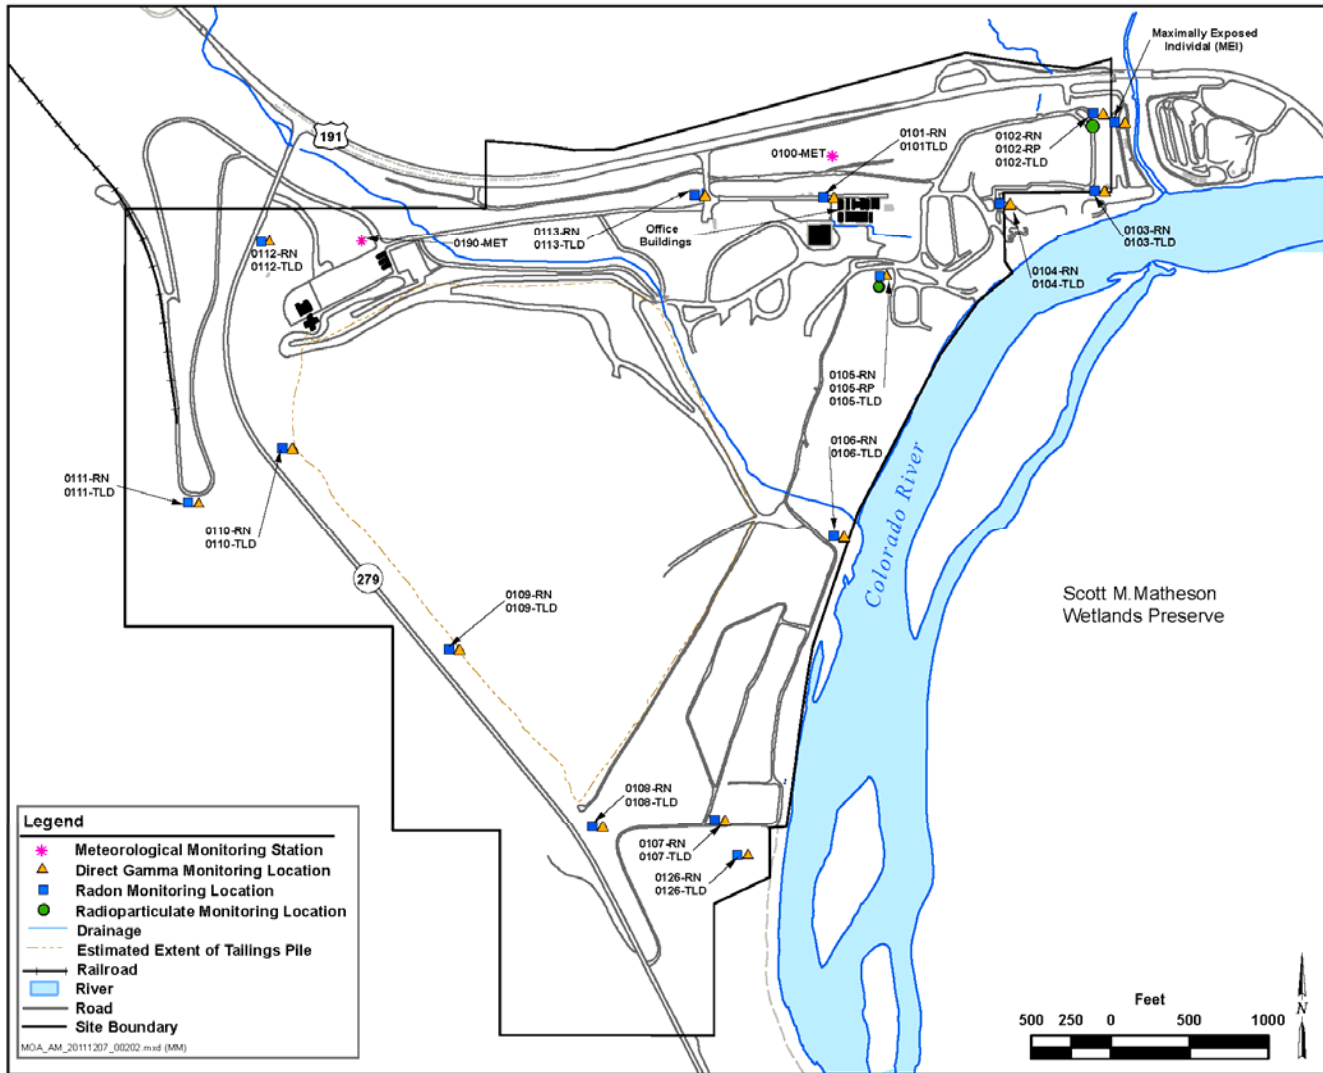 Maximally Exposed
Individal (MEI)
191
0101-RN
0101TLD
0102-RN
0102-RP
0102-TLD
0100-MET
0113-RN
0113-TLD
Office
Buildings
0190-MET
0112-RN
0112-TLD
0103-RN
0103-TLD
0104-RN
0104-TLD
0105-RN
0105-RP
0105-TLD
0106-RN
0106-TLD
0111-RN
0111-TLD
0110-RN
0110-TLD
279
Colorado River
Scott M. Matheson
Wetlands Preserve
0109-RN
0109-TLD
0108-RN
0108-TLD
0107-RN
0107-TLD
0126-RN
0126-TLD
Legend
Meteorological Monitoring Station
Direct Gamma Monitoring Location
Radon Monitoring Location
Radioparticulate Monitoring Location
Drainage
Estimated Extent of Tailings Pile
Railroad
River
Road
Site Boundary
MOA_AM_20111207_00202.mxd (MM)
Feet
500 250 0 500 1000
N